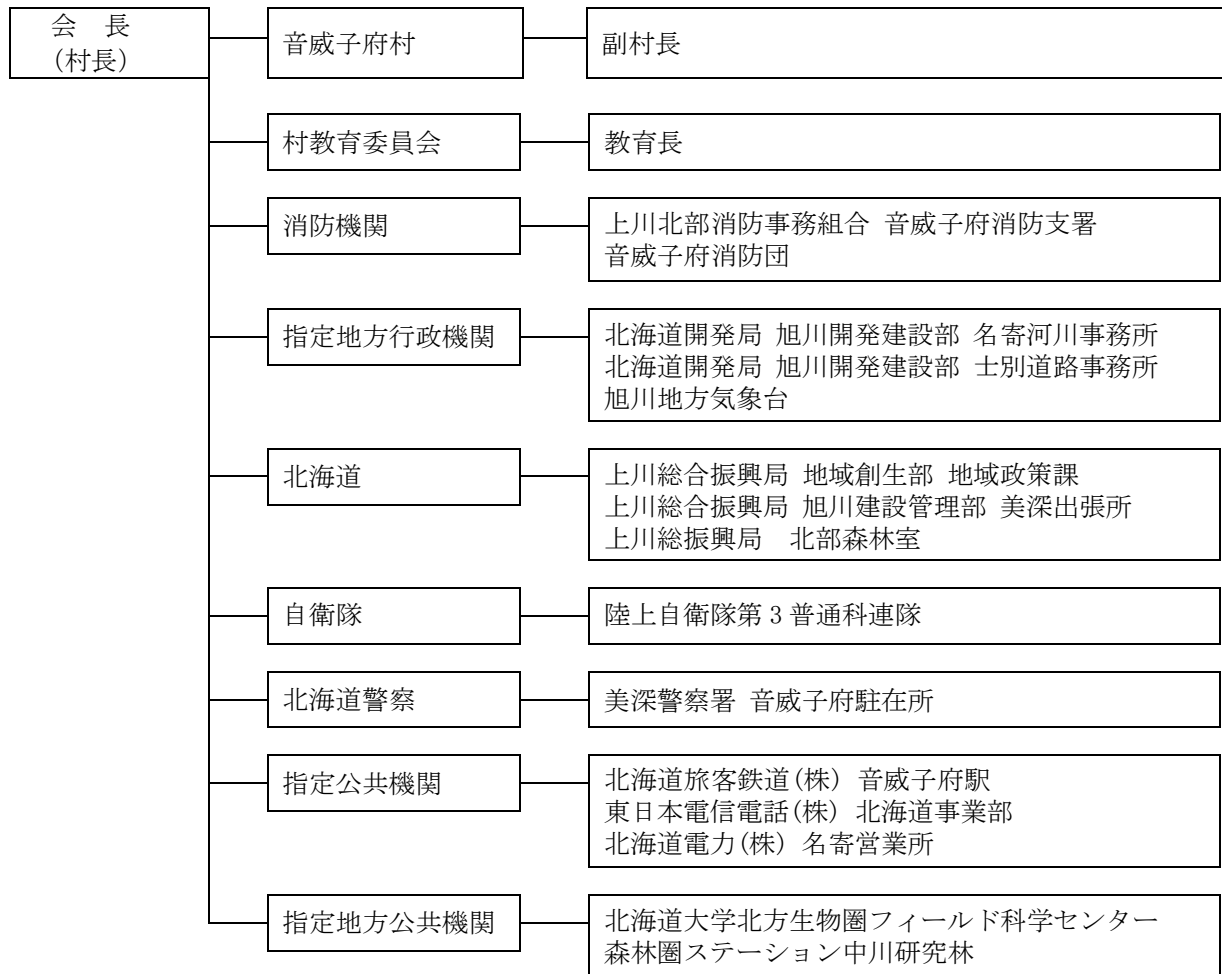 会　長
(村長)
音威子府村
副村長
村教育委員会
教育長
消防機関
上川北部消防事務組合 音威子府消防支署
音威子府消防団
指定地方行政機関
北海道開発局 旭川開発建設部 名寄河川事務所
北海道開発局 旭川開発建設部 士別道路事務所
旭川地方気象台
北海道
上川総合振興局 地域創生部 地域政策課
上川総合振興局 旭川建設管理部 美深出張所
上川総振興局　北部森林室
自衛隊
陸上自衛隊第3普通科連隊
北海道警察
美深警察署 音威子府駐在所
指定公共機関
北海道旅客鉄道(株) 音威子府駅
東日本電信電話(株) 北海道事業部
北海道電力(株) 名寄営業所
指定地方公共機関
北海道大学北方生物圏フィールド科学センター
森林圏ステーション中川研究林